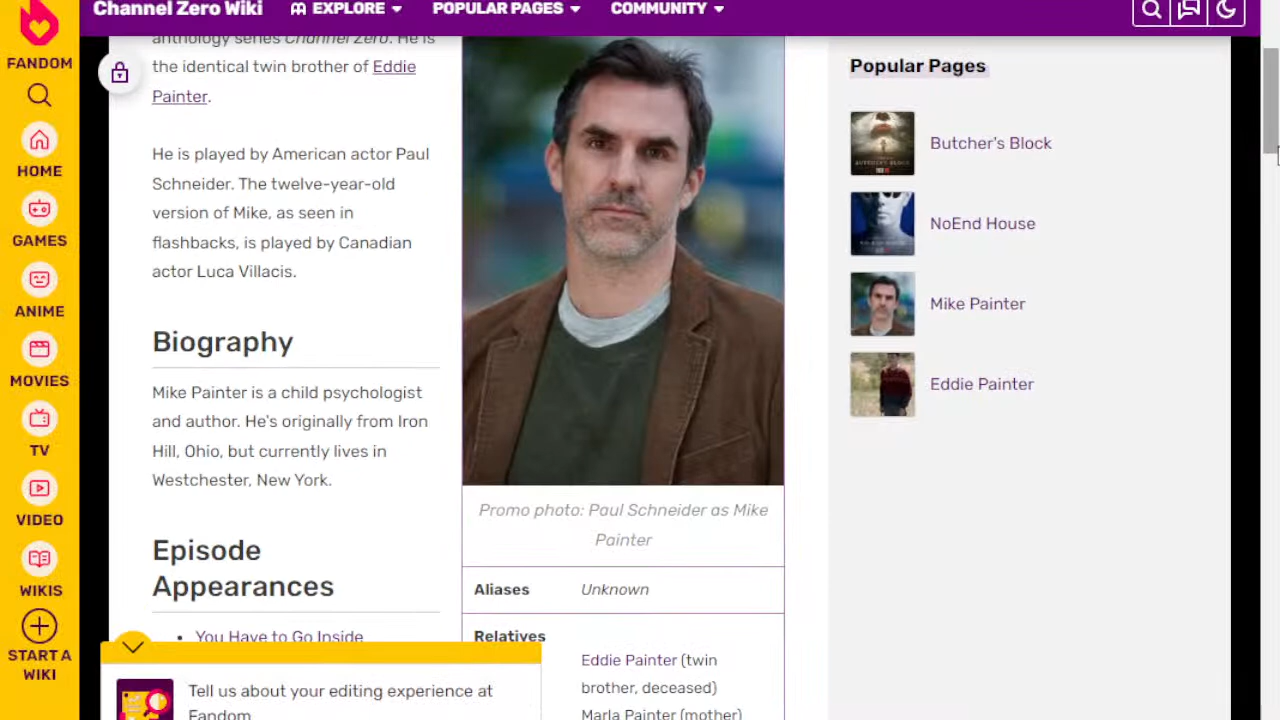 Channel Zero Wiki
EXPLORE
POPULAR PAGES
COMMUNITY
FANDOM
HOME
GAMES
ANIME
MOVIES
TV
VIDEO
WIKIS
START A
WIKI
anthology series Channel Zero. He is
the identical twin brother of Eddie
Painter.
He is played by American actor Paul
Schneider. The twelve-year-old
version of Mike, as seen in
flashbacks, is played by Canadian
actor Luca Villacis.
Biography
Mike Painter is a child psychologist
and author. He's originally from Iron
Hill, Ohio, but currently lives in
Westchester, New York.
Episode
Appearances
• You Have to Go Inside
Tell us about your editing experience at
Fandom
Promo photo: Paul Schneider as Mike
Painter
Aliases Unknown
Relatives
Eddie Painter (twin
brother, deceased)
Marla Painter (mother)
Popular Pages
Butcher's Block
NoEnd House
Mike Painter
Eddie Painter